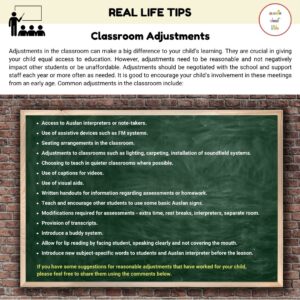 REAL LIFE TIPS
Classroom Adjustments
Adjustments in the classroom can make a big difference to your child's learning. They are crucial in giving
your child equal access to education. However, adjustments need to be reasonable and not negatively
impact other students or be unaffordable. Adjustments should be negotiated with the school and support
staff each year or more often as needed. It is good to encourage your child's involvement in these meetings
from an early age. Common adjustments in the classroom include:
Access to Auslan interpreters or note-takers.
Use of assistive devices such as FM systems.
Seating arrangements in the classroom.
Adjustments to classrooms such as lighting, carpeting, installation of soundfield systems.
Choosing to teach in quieter classrooms where possible.
Use of captions for videos.
Use of visual aids.
Written handouts for information regarding assessments or homework.
Teach and encourage other students to use some basic Auslan signs.
Modifications required for assessments - extra time, rest breaks, interpreters, separate room.
Provision of transcripts.
Introduce a buddy system.
Allow for lip reading by facing student, speaking clearly and not covering the mouth.
Introduce new subject-specific words to students and Auslan interpreter before the lesson.
If you have some suggestions for reasonable adjustments that have worked for your child,
please feel free to share them using the comments below.